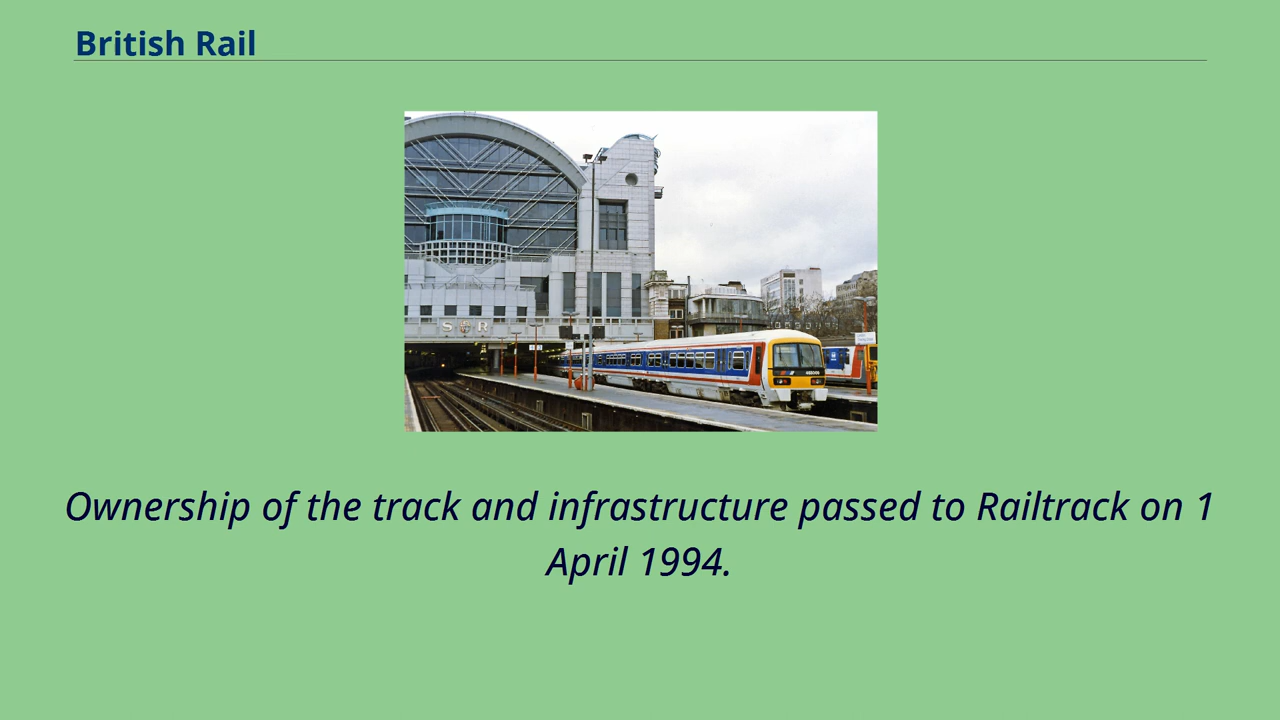 British Rail
S R
Ownership of the track and infrastructure passed to Railtrack on 1
April 1994.